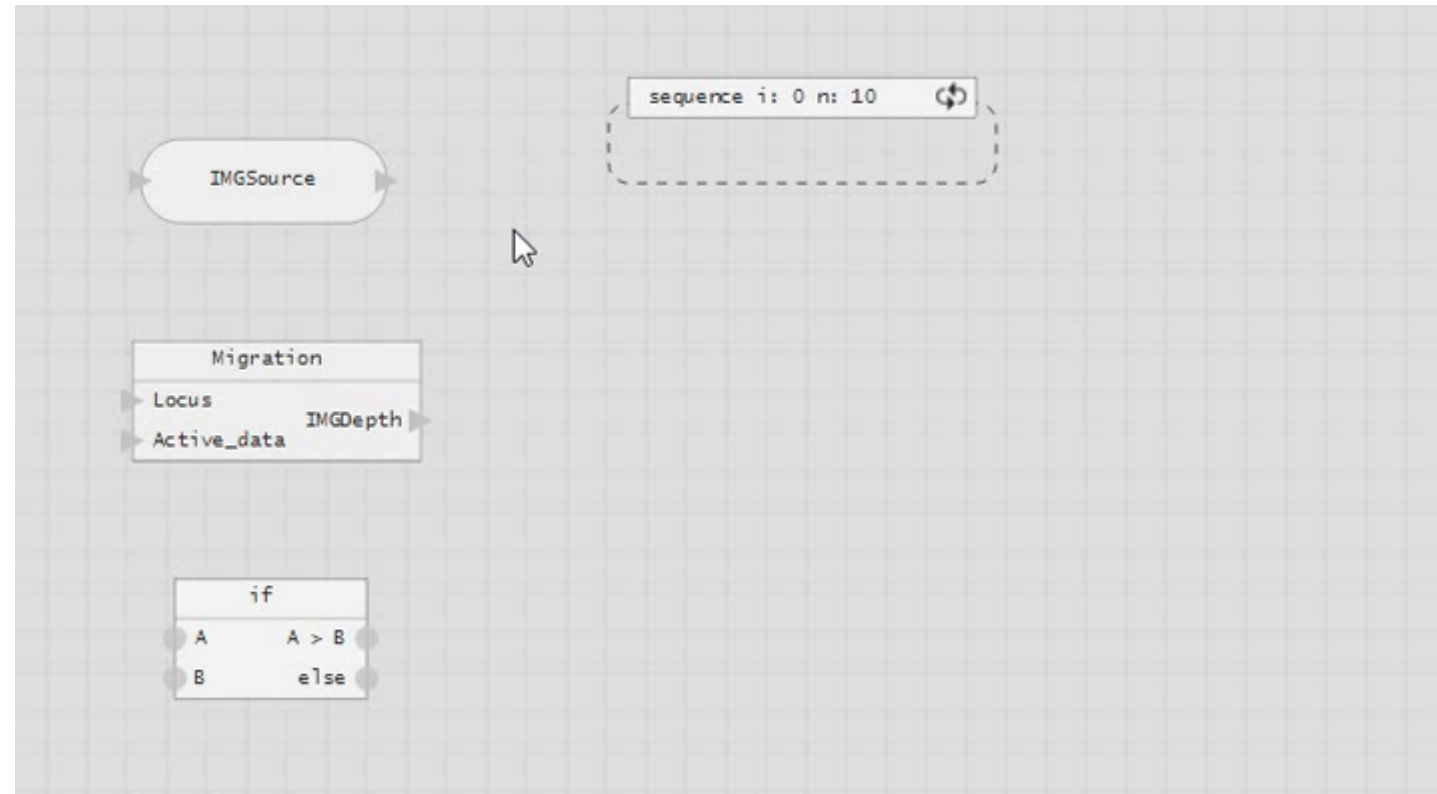 sequence i: 0 n: 10
IMGSource
Migration
Locus
IMGDepth
Active_data
if
A A > B
B else